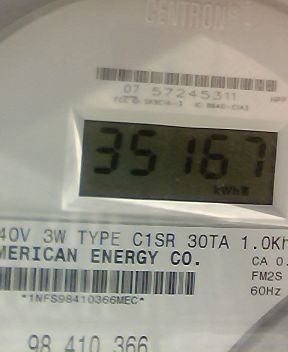 CENTRON
07 57245311
35167
kWh
40V 3W TYPE C1SR 30TA 1.0Kh
MERICAN ENERGY CO.
CA 0.
FM2S
*1NFS98410366MEC*
60Hz
98 410 366